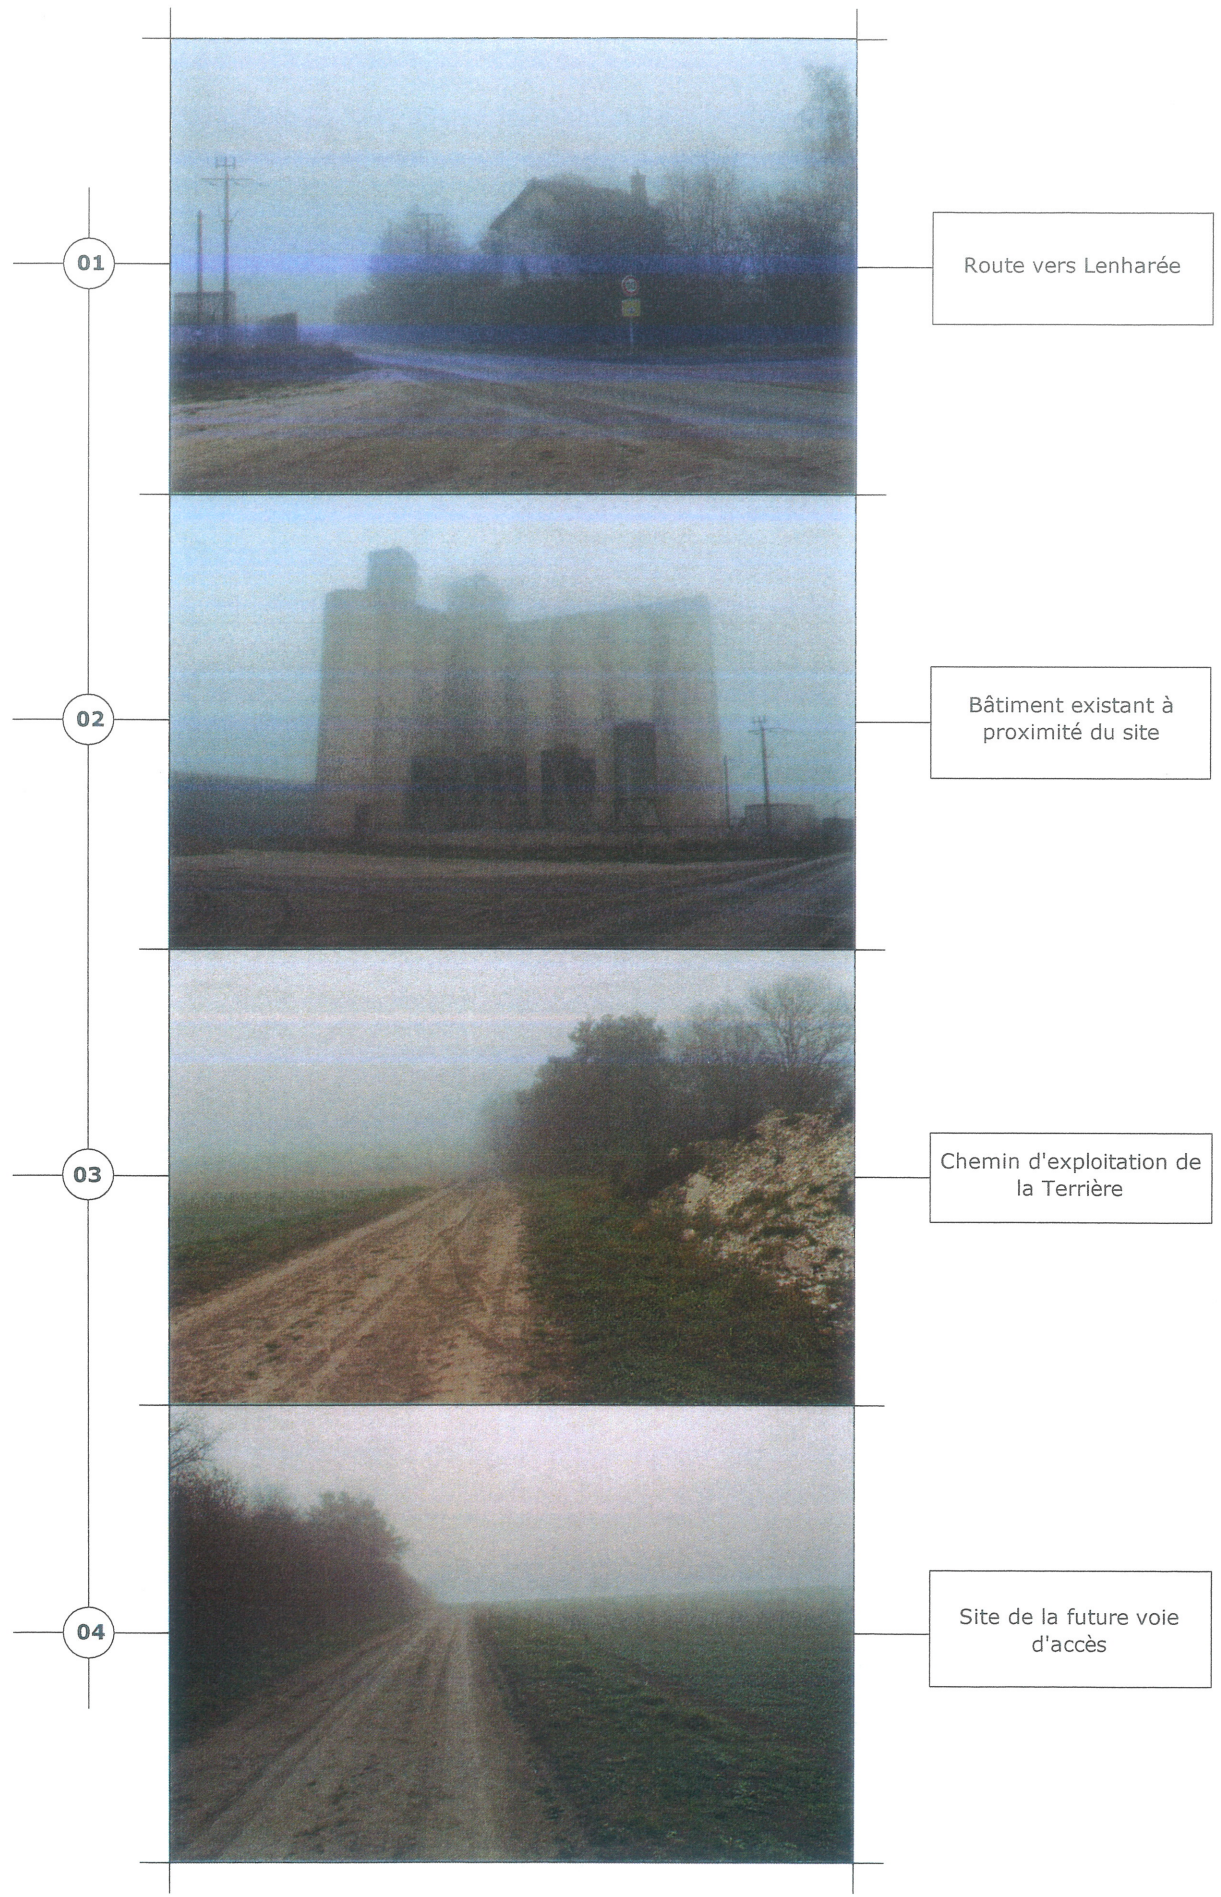 01
Route vers Lenharée
02
Bâtiment existant à
proximité du site
03
Chemin d'exploitation de
la Terrière
04
Site de la future voie
d'accès